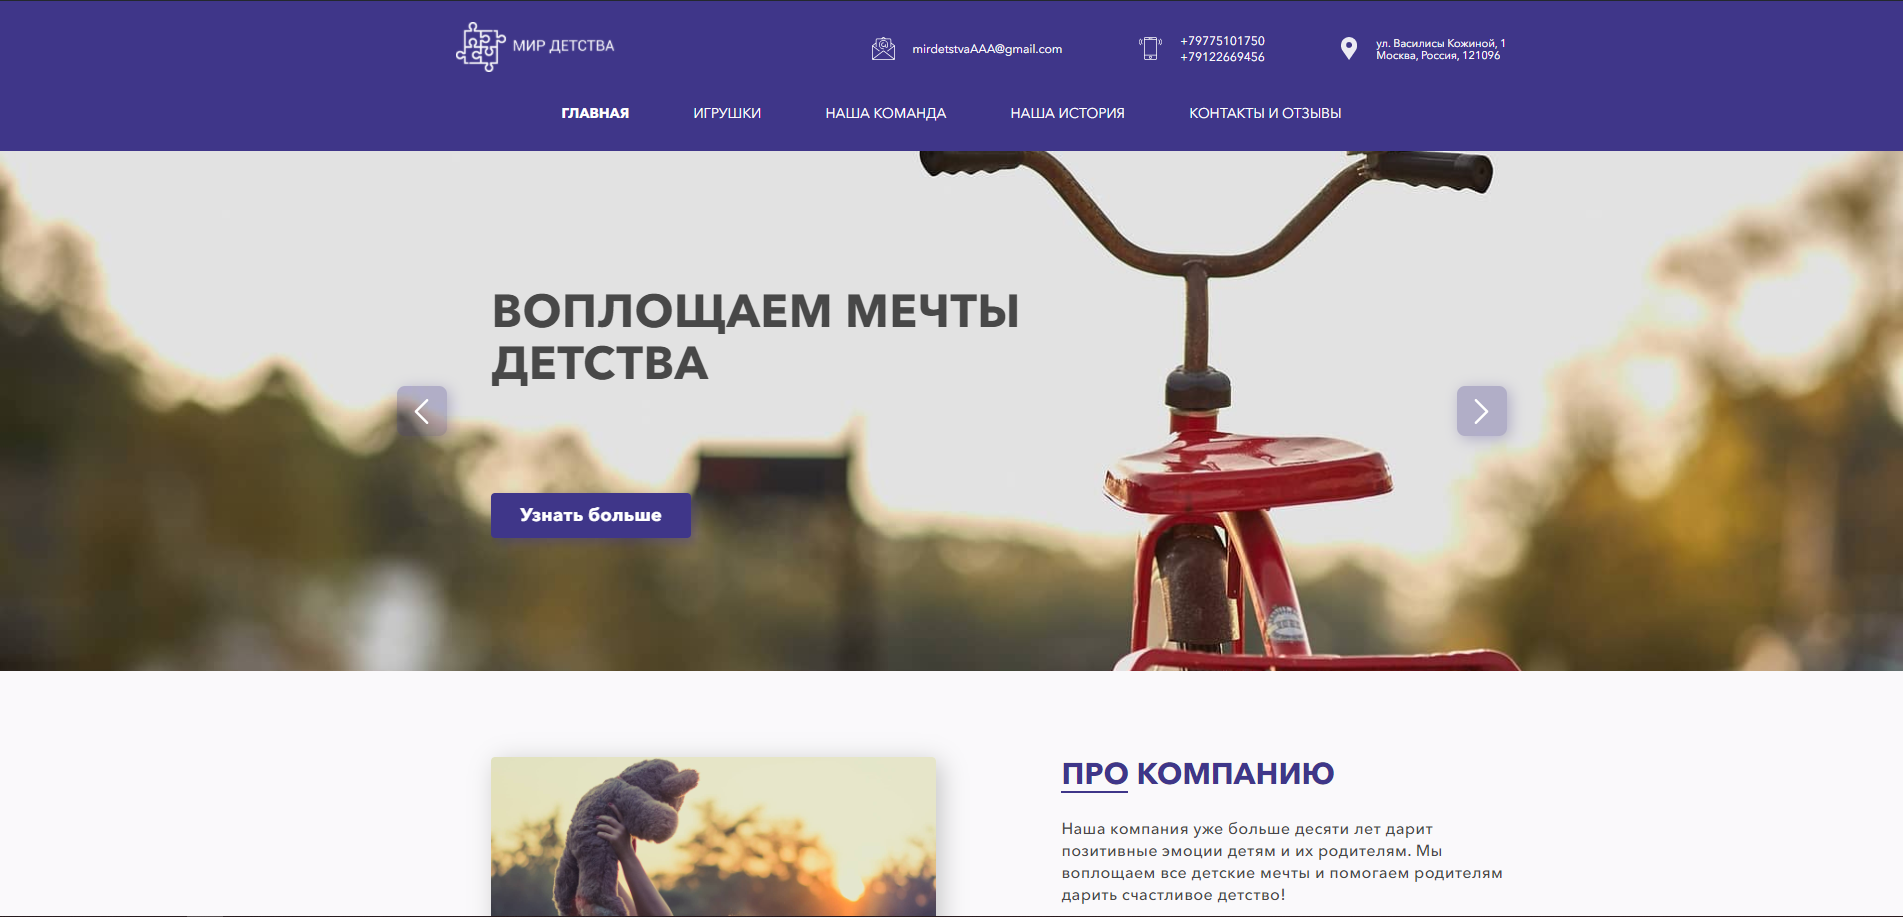 МИР ДЕТСТВА
mirdetstvaAAA@gmail.com
+79775101750
+79122669456
ул. Василисы Кожиной, 1
Москва, Россия, 121096
ГЛАВНАЯ
ИГРУШКИ
НАША КОМАНДА
НАША ИСТОРИЯ
КОНТАКТЫ И ОТЗЫВЫ
ВОПЛОЩАЕМ МЕЧТЫ
ДЕТСТВА
Узнать больше
ПРО КОМПАНИЮ
Наша компания уже больше десяти лет дарит
позитивные эмоции детям и их родителям. Мы
воплощаем все детские мечты и помогаем родителям
дарить счастливое детство!